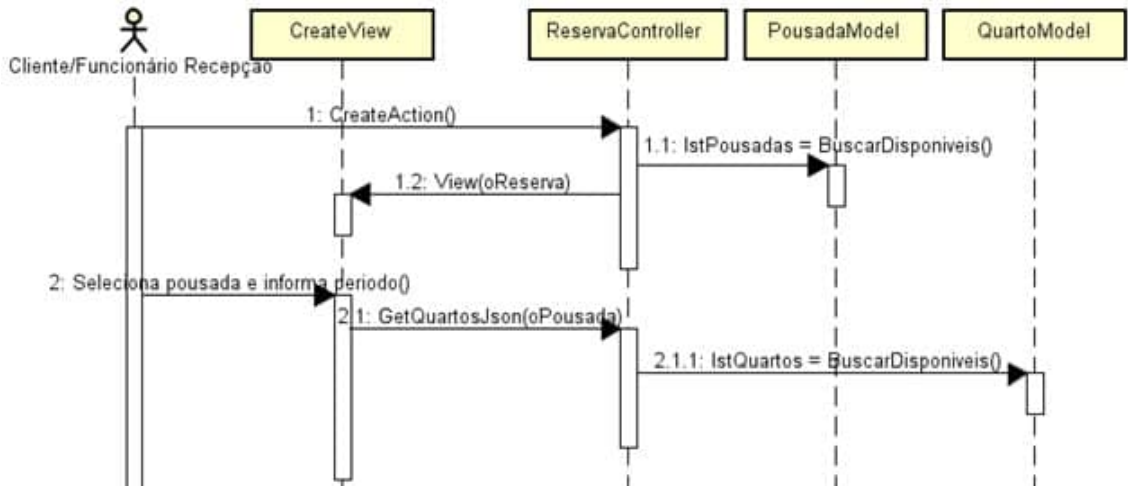 CreateView
ReservaController
PousadaModel
QuartoModel
Cliente/Funcionário Recepção
1: CreateAction()
1.1: lstPousadas = BuscarDisponiveis()
1.2: View(oReserva)
2: Seleciona pousada e informa periodo()
2.1: GetQuartosJson(oPousada)
2.1.1: lstQuartos = BuscarDisponiveis()